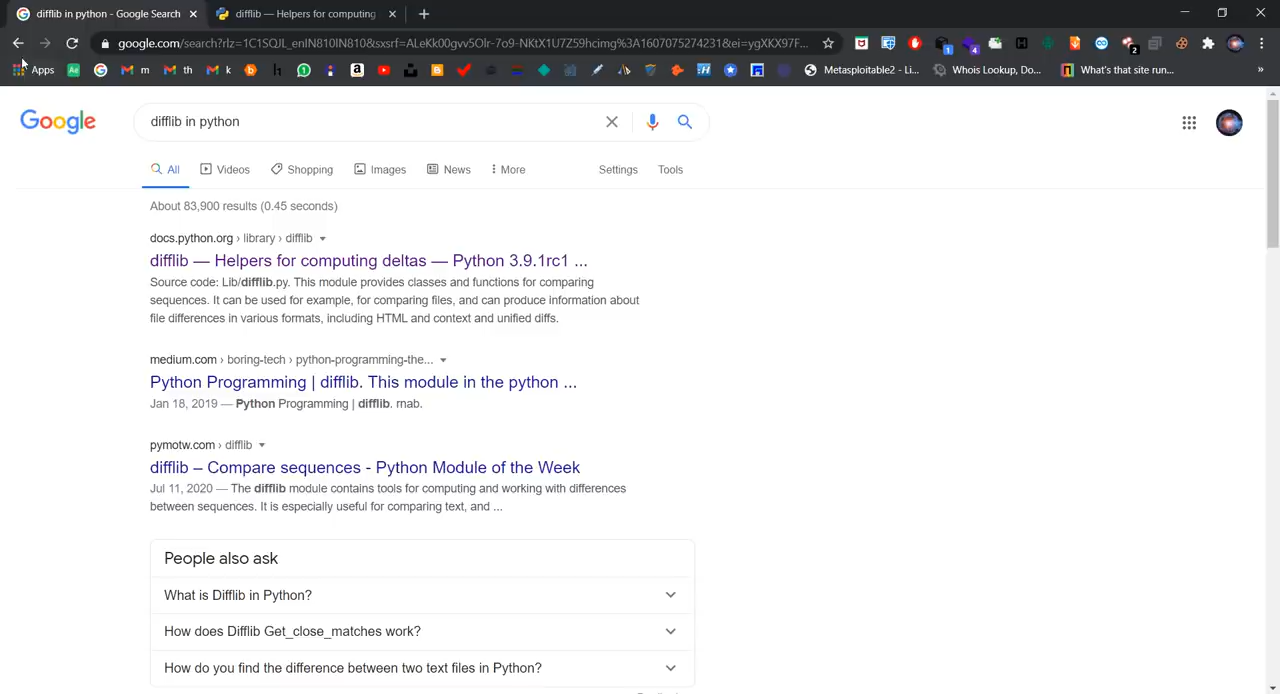 difflib in python - Google Search
difflib — Helpers for computing
google.com/search?rlz=1C1SQJL_enIN810IN810&sxsrf=ALeKk00gvv5Olr-7o9-NKtX1U7Z59hcimg%3A1607075274231&ei=ygXKX97F...
Apps
m
th
k
Metasploitable2 - Li...
Whois Lookup, Do...
What's that site run...
»
Google
difflib in python
All
Videos
Shopping
Images
News
More
Settings
Tools
About 83,900 results (0.45 seconds)
docs.python.org › library › difflib
difflib — Helpers for computing deltas — Python 3.9.1rc1 ...
Source code: Lib/difflib.py. This module provides classes and functions for comparing
sequences. It can be used for example, for comparing files, and can produce information about
file differences in various formats, including HTML and context and unified diffs.
medium.com › boring-tech › python-programming-the...
Python Programming | difflib. This module in the python ...
Jan 18, 2019 — Python Programming | difflib. rnab.
pymotw.com › difflib
difflib – Compare sequences - Python Module of the Week
Jul 11, 2020 — The difflib module contains tools for computing and working with differences
between sequences. It is especially useful for comparing text, and ...
People also ask
What is Difflib in Python?
How does Difflib Get_close_matches work?
How do you find the difference between two text files in Python?